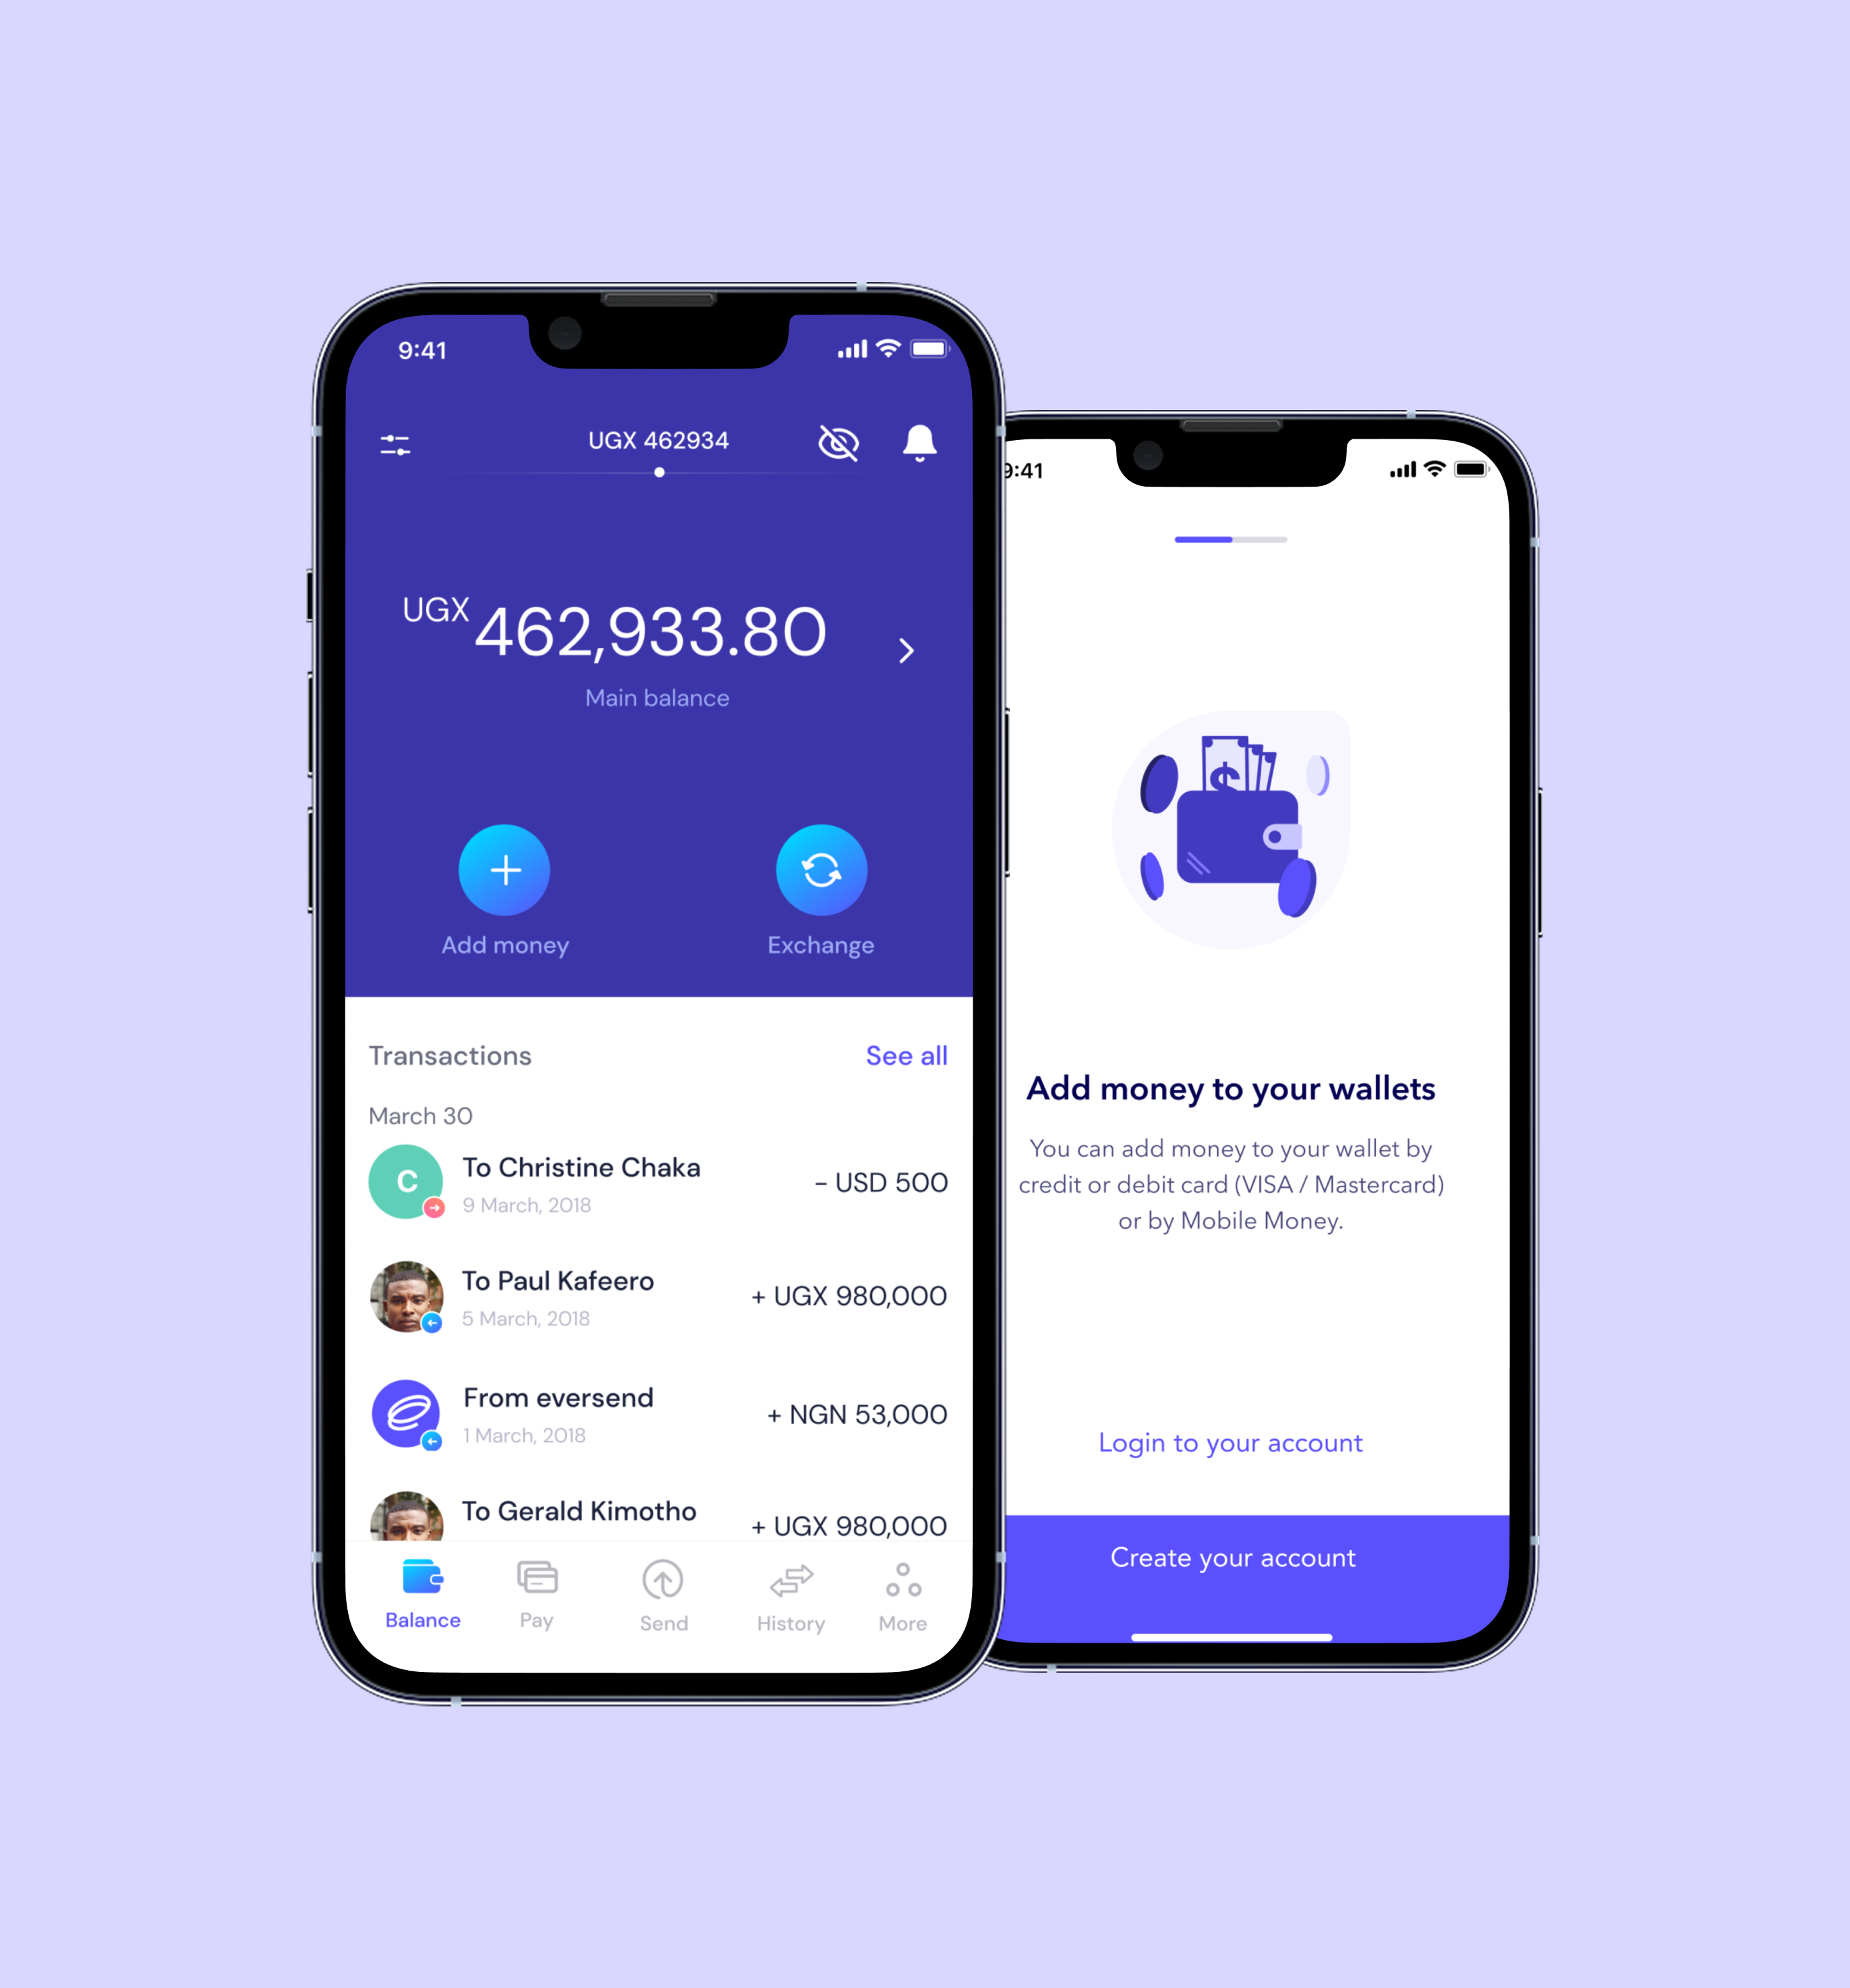 9:41
UGX 462934
UGX 462,933.80
Main balance
Add money
Exchange
Transactions
See all
March 30
C
To Christine Chaka
9 March, 2018
– USD 500
To Paul Kafeero
5 March, 2018
+ UGX 980,000
From eversend
1 March, 2018
+ NGN 53,000
To Gerald Kimotho
+ UGX 980,000
Balance
Pay
Send
History
More
9:41
$
Add money to your wallets
You can add money to your wallet by
credit or debit card (VISA / Mastercard)
or by Mobile Money.
Login to your account
Create your account